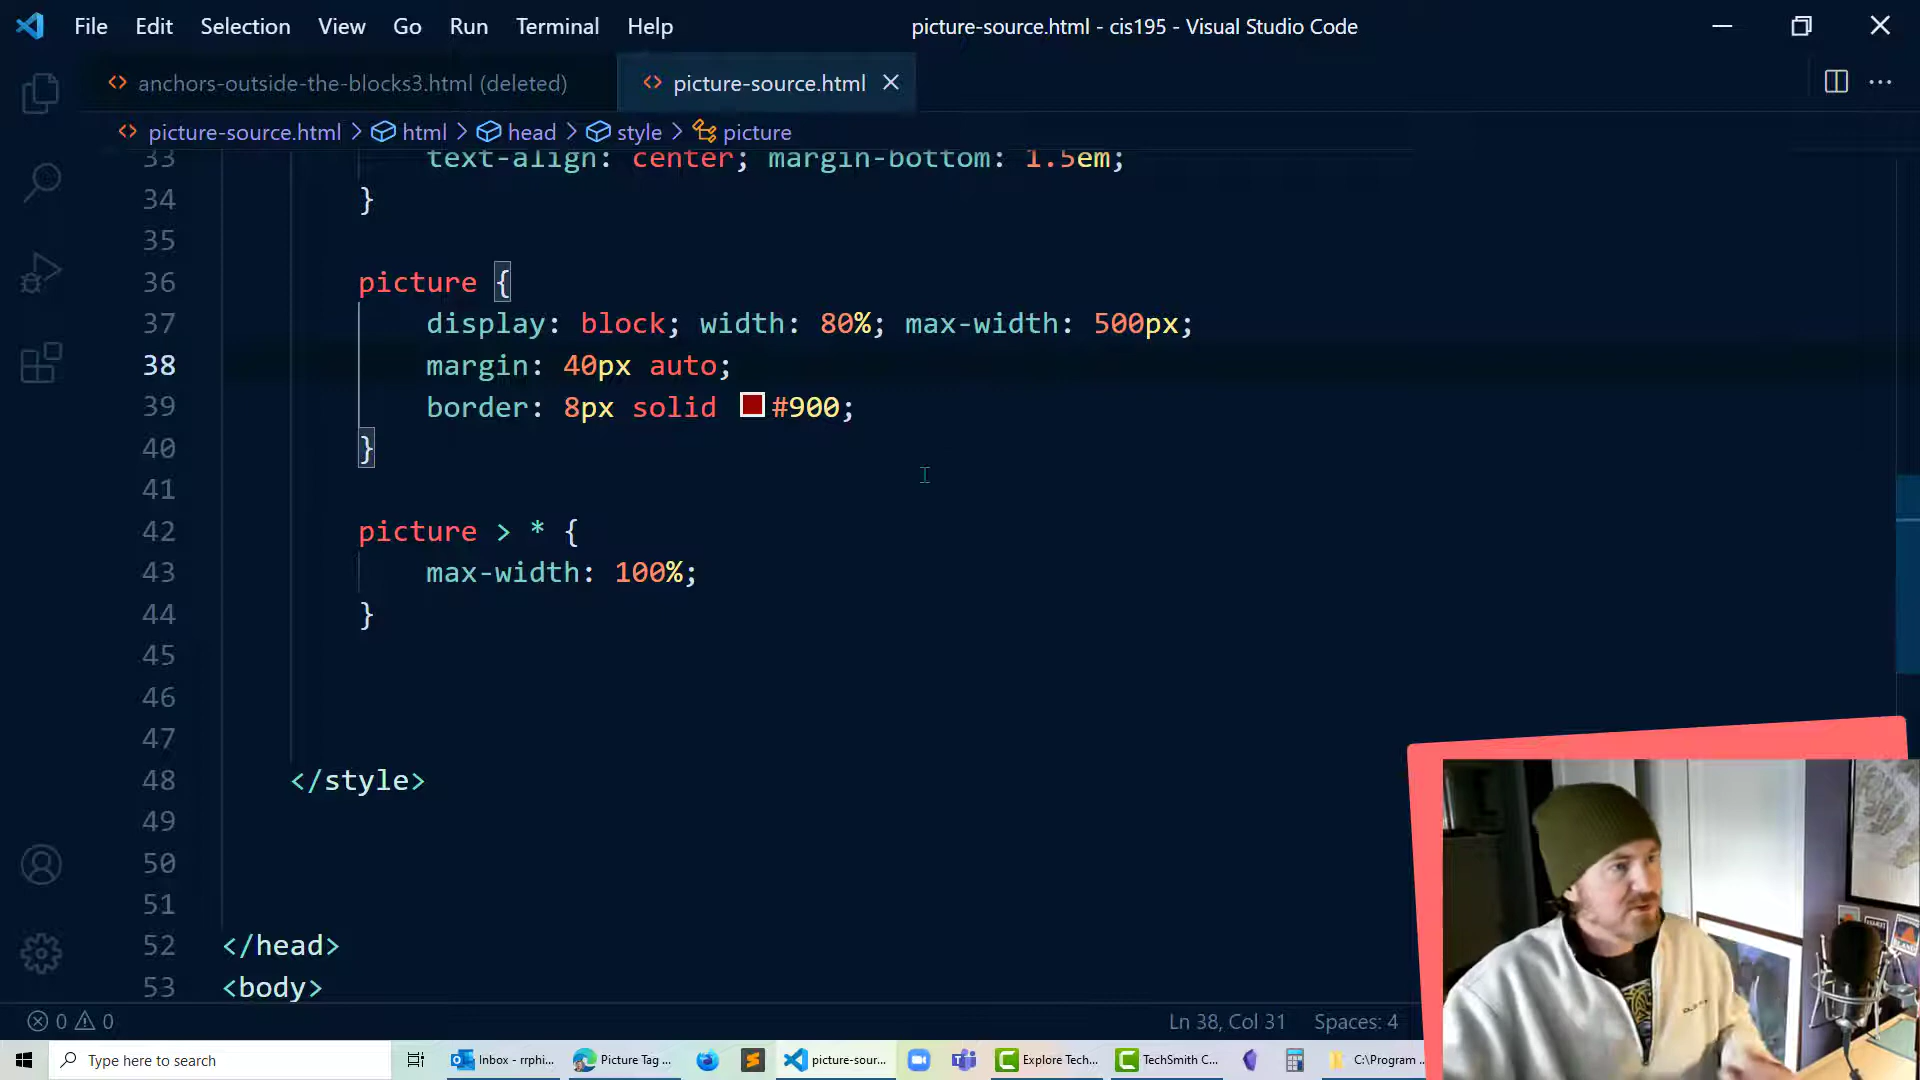 File Edit Selection View Go Run Terminal Help picture-source.html - cis195 - Visual Studio Code
anchors-outside-the-blocks3.html (deleted) picture-source.html
picture-source.html > html > head > style > picture
33 text-align: center; margin-bottom: 1.5em;
34 }
35
36 picture {
37 display: block; width: 80%; max-width: 500px;
38 margin: 40px auto;
39 border: 8px solid #900;
40 }
41
42 picture > * {
43 max-width: 100%;
44 }
45
46
47
48 </style>
49
50
51
52 </head>
53 <body>
0 0 Ln 38, Col 31 Spaces: 4
Type here to search Inbox - rrphi... Picture Tag ... picture-sour... Explore Tech... TechSmith C... C:\Program ...